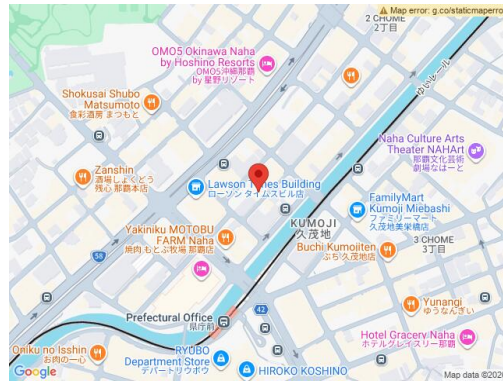 Map error: g.co/staticmaperro
2 CHOME
2丁目
OMO5 Okinawa Naha
by Hoshino Resorts
OMO5沖縄那覇
by 星野リゾート
ゆいレール
Shokusai Shubo
Matsumoto
食彩酒房 まつもと
Naha Culture Arts
Theater NAHArt
那覇文化芸術
劇場なはーと
Zanshin
酒場しょくどう
残心 那覇本店
Lawson Times Building
ローソン タイムスビル店
FamilyMart
Kumoji Miebashi
ファミリーマート
久茂地美栄橋店
KUMOJI
久茂地
Yakiniku MOTOBU
FARM Naha
焼肉 もとぶ牧場 那覇店
3 CHOME
3丁目
Buchi Kumojiten
ぶち 久茂地店
58
42
Yunangi
ゆうなんぎい
Prefectural Office
県庁前
Hotel Gracery Naha
ホテルグレイスリー那覇
Oniku no Isshin
お肉の一心
RYUBO
Department Store
デパートリウボウ
HIROKO KOSHINO
Google
Map data ©2026